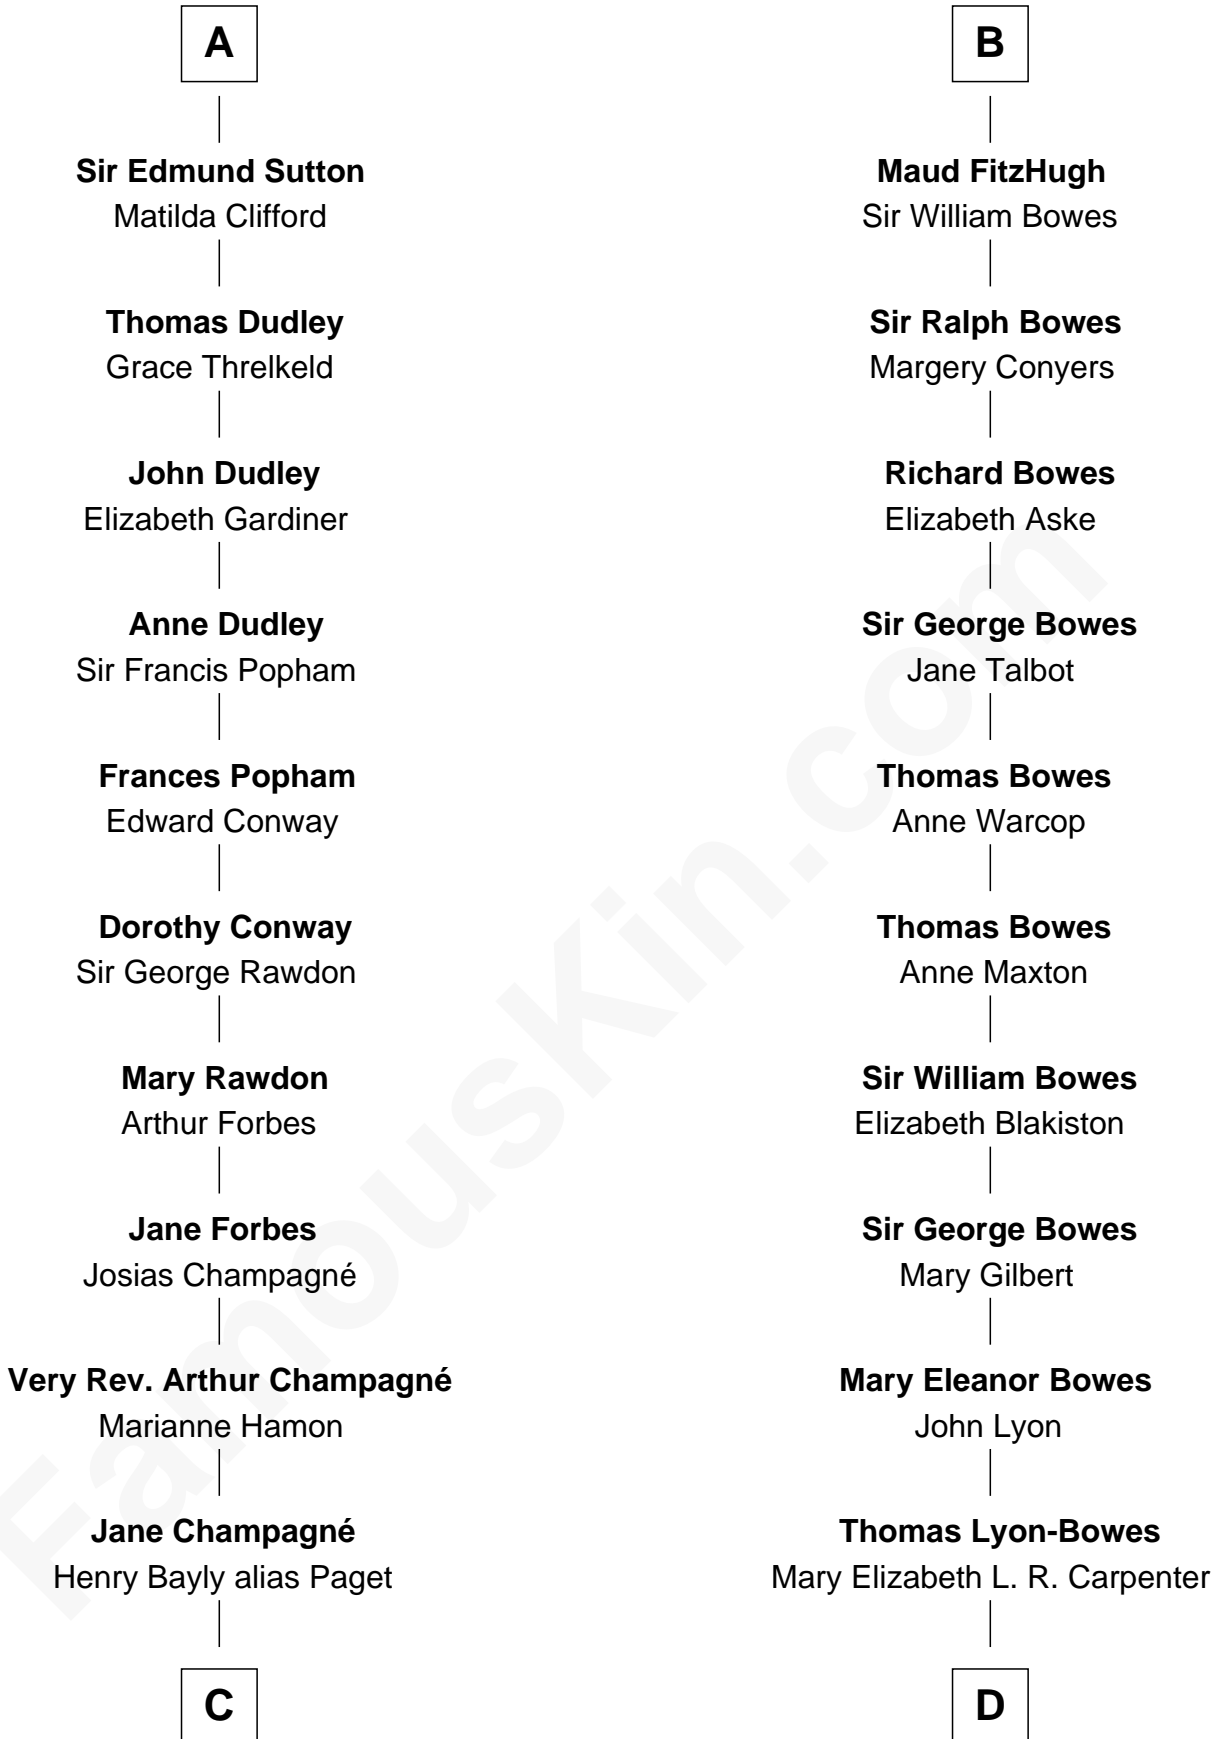 A
Sir Edmund Sutton
Matilda Clifford
Thomas Dudley
Grace Threlkeld
John Dudley
Elizabeth Gardiner
Anne Dudley
Sir Francis Popham
Frances Popham
Edward Conway
Dorothy Conway
Sir George Rawdon
Mary Rawdon
Arthur Forbes
Jane Forbes
Josias Champagné
Very Rev. Arthur Champagné
Marianne Hamon
Jane Champagné
Henry Bayly alias Paget
C
B
Maud FitzHugh
Sir William Bowes
Sir Ralph Bowes
Margery Conyers
Richard Bowes
Elizabeth Aske
Sir George Bowes
Jane Talbot
Thomas Bowes
Anne Warcop
Thomas Bowes
Anne Maxton
Sir William Bowes
Elizabeth Blakiston
Sir George Bowes
Mary Gilbert
Mary Eleanor Bowes
John Lyon
Thomas Lyon-Bowes
Mary Elizabeth L. R. Carpenter
D
FamousKin.com